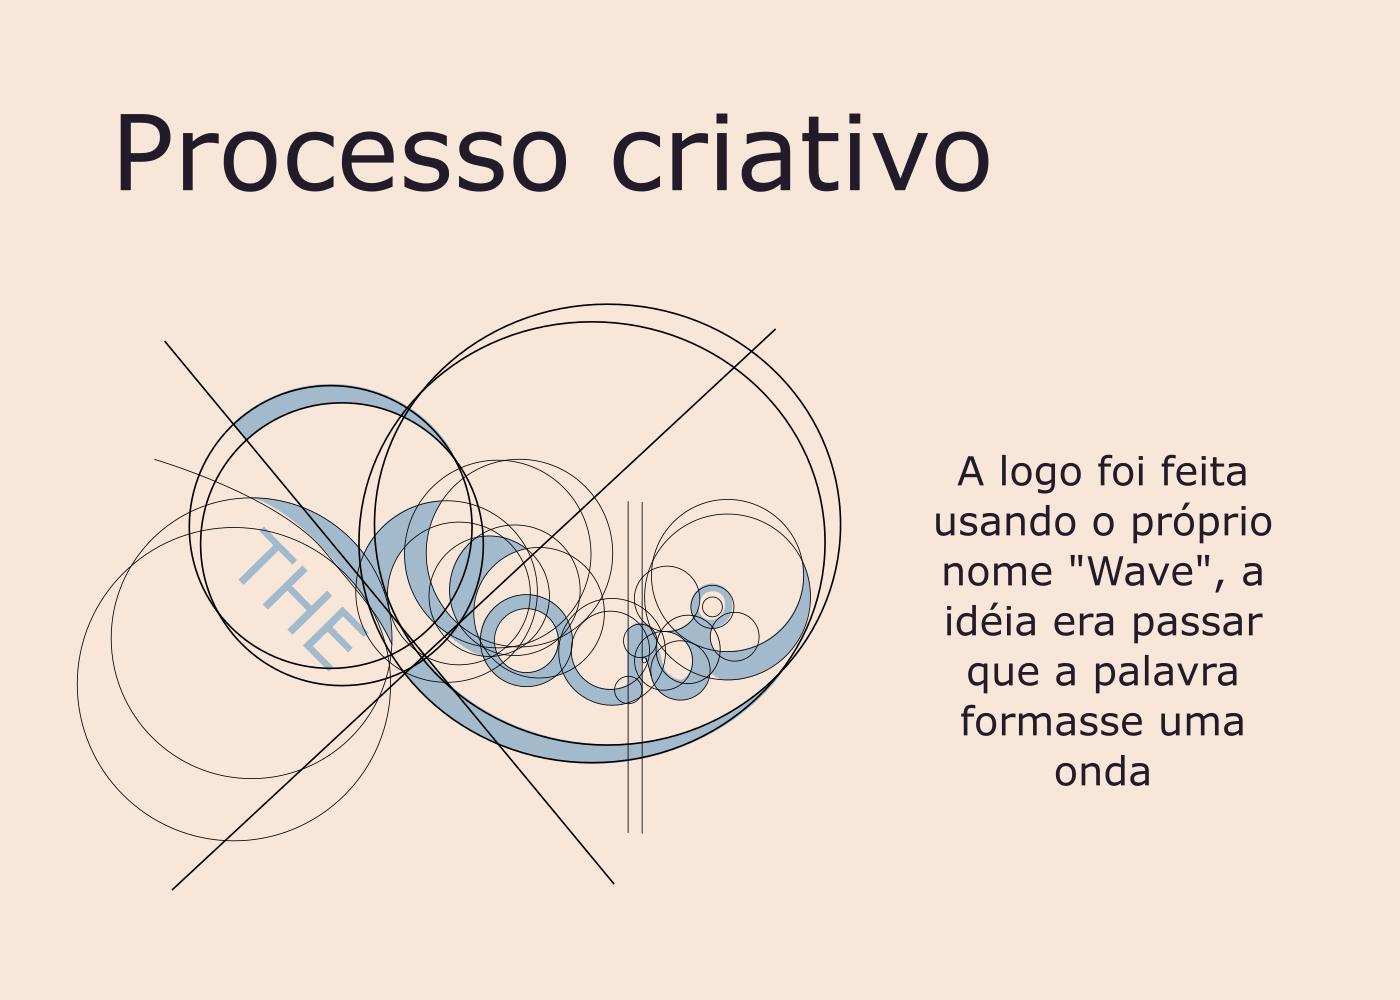 Processo criativo
THE
A logo foi feita
usando o próprio
nome "Wave", a
idéia era passar
que a palavra
formasse uma
onda